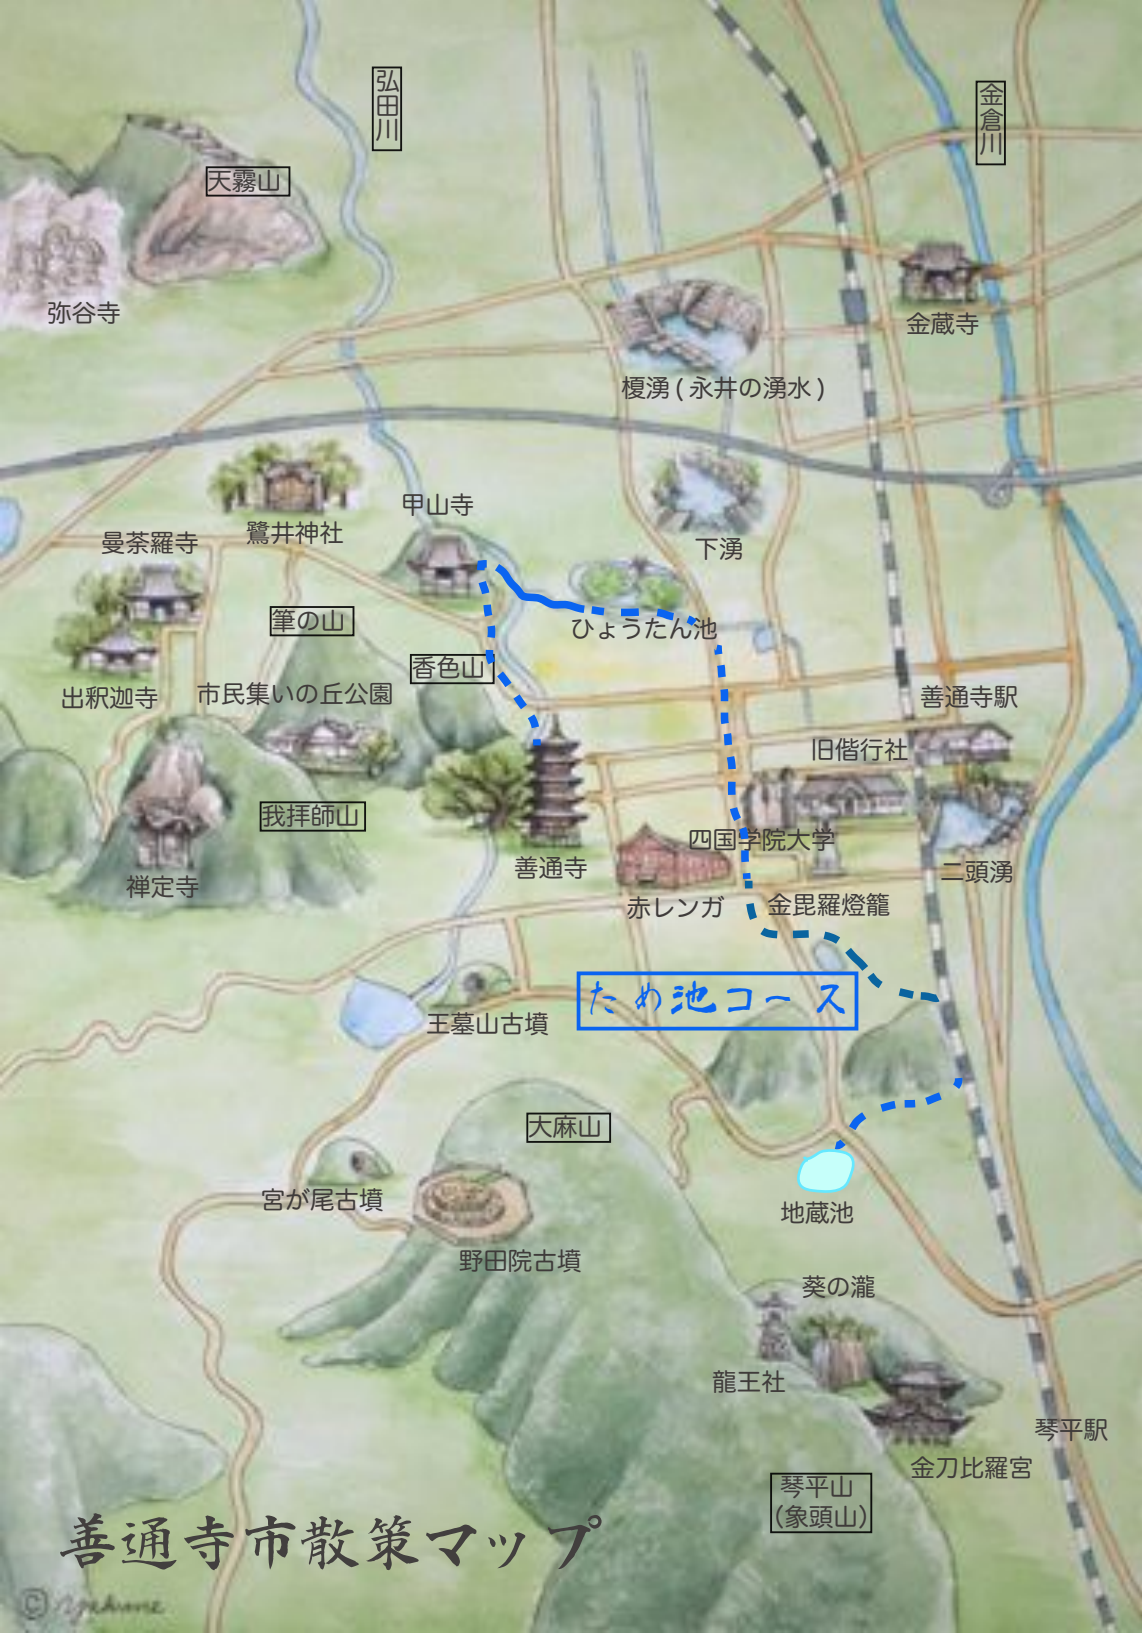 弘田川
金倉川
天霧山
弥谷寺
金蔵寺
榎湧(永井の湧水)
甲山寺
鷺井神社
曼荼羅寺
下湧
筆の山
ひょうたん池
香色山
出釈迦寺
市民集いの丘公園
善通寺駅
旧偕行社
我拝師山
四国学院大学
善通寺
二頭湧
禅定寺
赤レンガ
金毘羅燈籠
ため池コース
王墓山古墳
大麻山
宮が尾古墳
地蔵池
野田院古墳
葵の瀧
龍王社
琴平駅
金刀比羅宮
琴平山
(象頭山)
善通寺市散策マップ